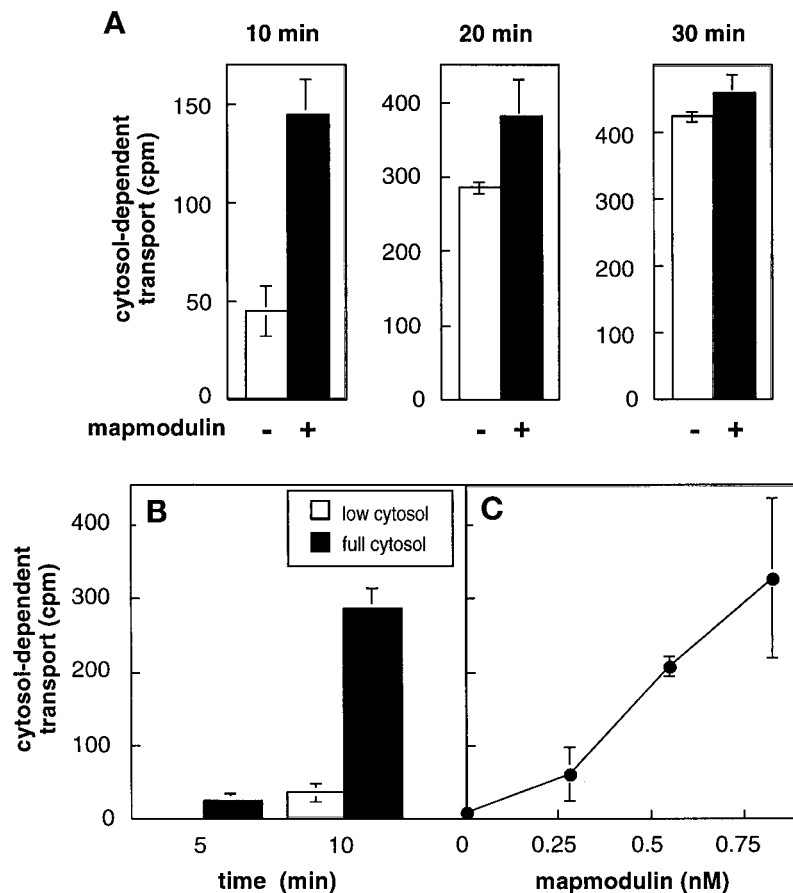 A
10 min
20 min
30 min
cytosol-dependent
transport (cpm)
150
100
50
0
400
300
200
100
0
400
300
200
100
0
mapmodulin
- +
- +
- +
B
C
low cytosol
full cytosol
cytosol-dependent
transport (cpm)
400
300
200
100
0
5
10
time (min)
0
0.25
0.5
0.75
mapmodulin (nM)